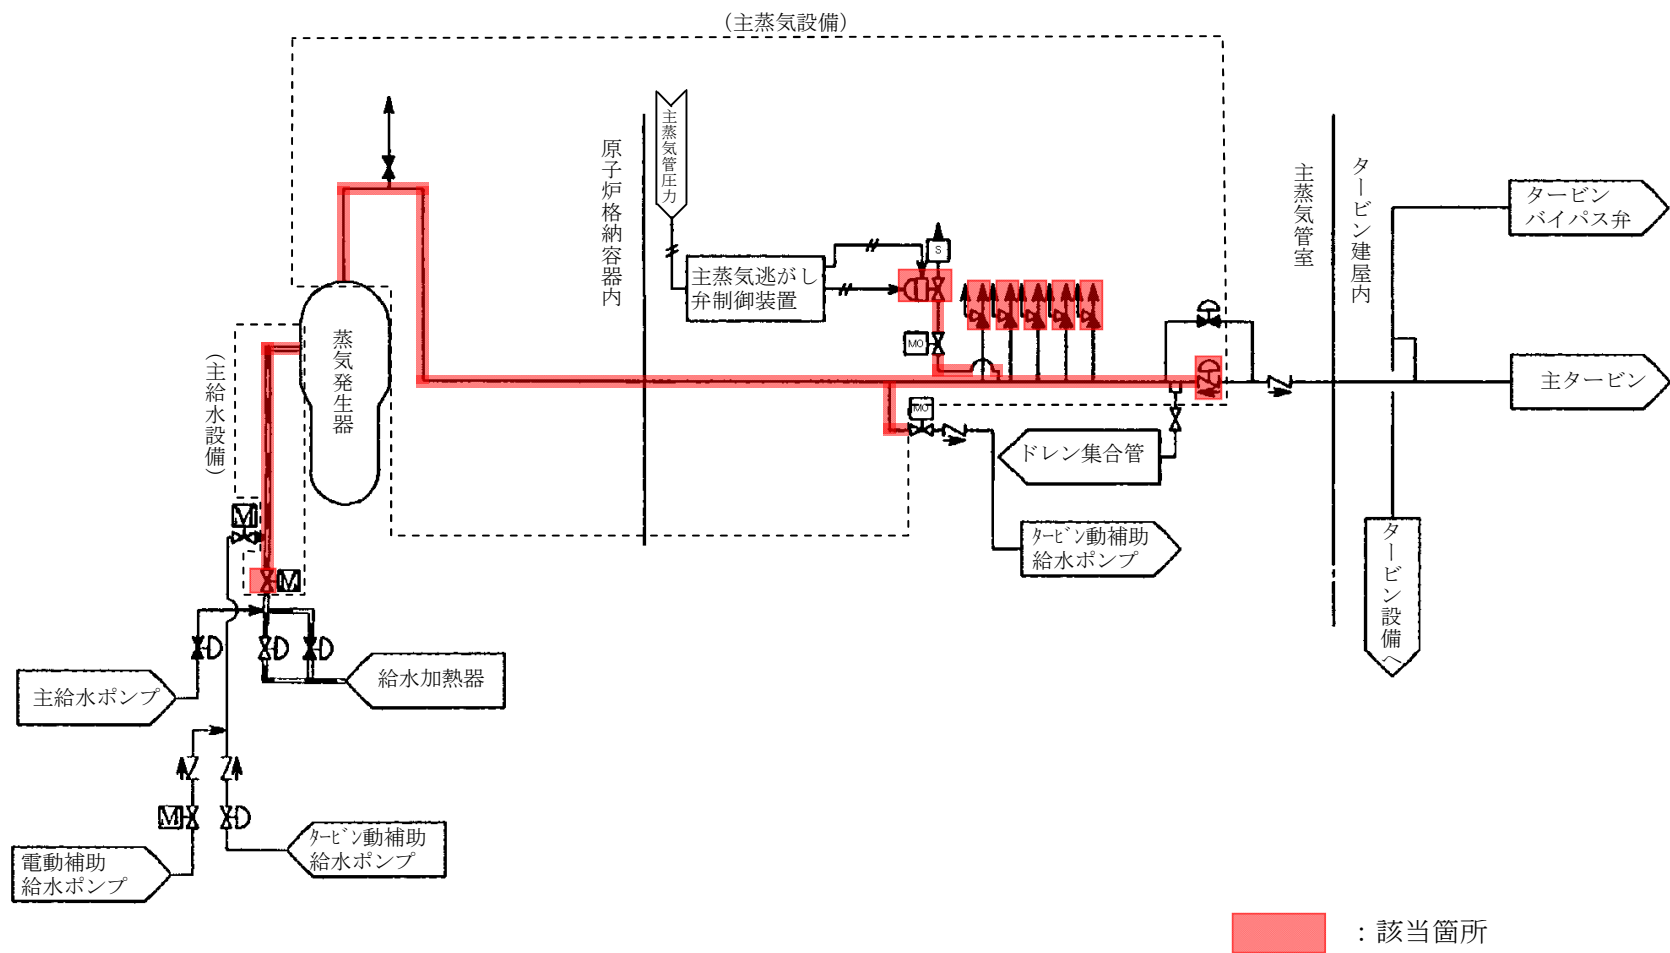 (主蒸気設備)
主蒸気管圧力
原子炉格納容器内
主蒸気管室
タービン建屋内
タービン
バイパス弁
S
主蒸気逃がし
弁制御装置
MO
蒸気発生器
(主給水設備)
主タービン
MO
ドレン集合管
M
タービン動補助
給水ポンプ
タービン設備へ
M
給水加熱器
主給水ポンプ
M
タービン動補助
給水ポンプ
電動補助
給水ポンプ
：該当箇所